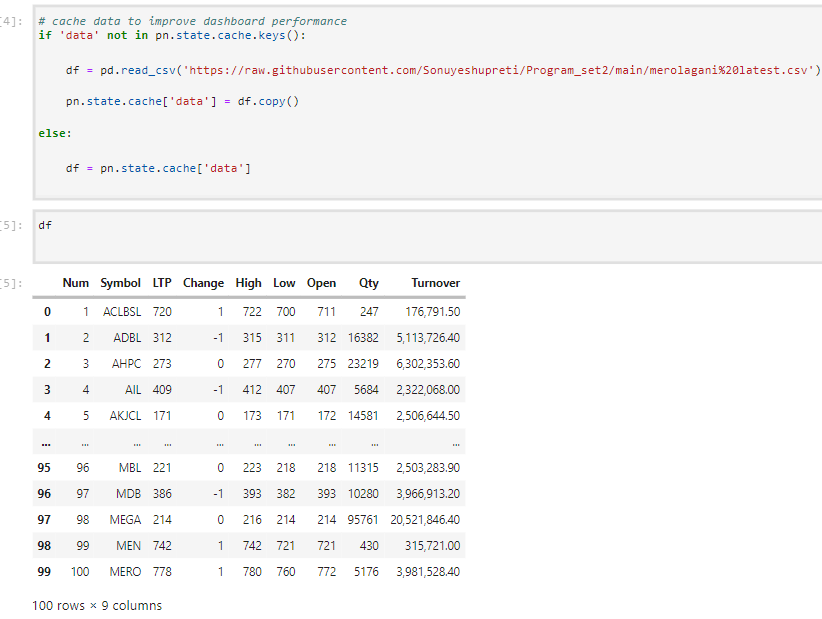 [4]:
# cache data to improve dashboard performance
if 'data' not in pn.state.cache.keys():
df = pd.read_csv('https://raw.githubusercontent.com/Sonuyeshupreti/Program_set2/main/merolagani%20latest.csv')
pn.state.cache['data'] = df.copy()
else:
df = pn.state.cache['data']
[5]:
df
[5]:
Num Symbol LTP Change High Low Open Qty Turnover
0 1 ACLBSL 720 1 722 700 711 247 176,791.50
1 2 ADBL 312 -1 315 311 312 16382 5,113,726.40
2 3 AHPC 273 0 277 270 275 23219 6,302,353.60
3 4 AIL 409 -1 412 407 407 5684 2,322,068.00
4 5 AKJCL 171 0 173 171 172 14581 2,506,644.50
... ... ... ... ... ... ... ... ... ...
95 96 MBL 221 0 223 218 218 11315 2,503,283.90
96 97 MDB 386 -1 393 382 393 10280 3,966,913.20
97 98 MEGA 214 0 216 214 214 95761 20,521,846.40
98 99 MEN 742 1 742 721 721 430 315,721.00
99 100 MERO 778 1 780 760 772 5176 3,981,528.40
100 rows × 9 columns